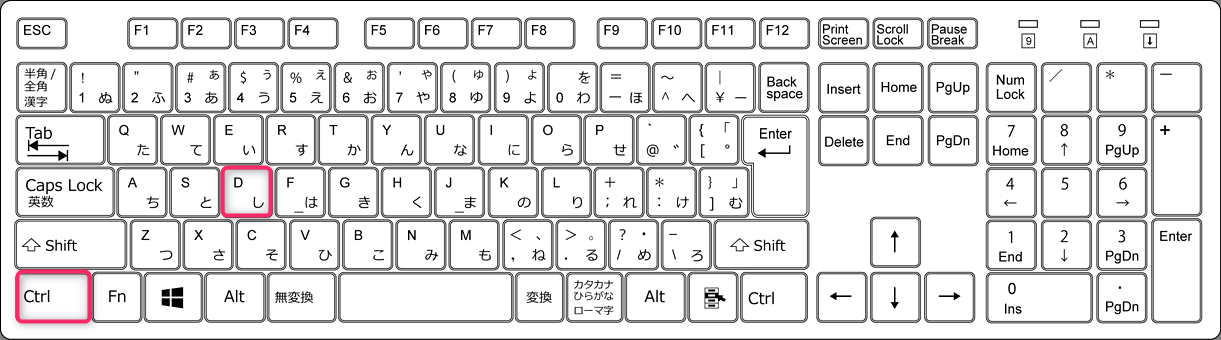 ESC F1 F2 F3 F4 F5 F6 F7 F8 F9 F10 F11 F12 Print Screen Scroll Lock Pause Break 9 A ⬇
半角/全角 漢字 ! 1 ぬ " 2 ふ # ぁ 3 あ $ ぅ 4 う % ぇ 5 え & ぉ 6 お ' ゃ 7 や ( ゅ 8 ゆ ) ょ 9 よ を 0 わ = ー ほ ~ ^ へ | ¥ ー Back space Insert Home PgUp Num Lock / * ー
Tab Q た W て E い R す T か Y ん U な I に O ら P せ ` @ ゛ { 「 [ ゜ Enter Delete End PgDn 7 Home 8 ↑ 9 PgUp +
Caps Lock 英数 A ち S と D し F _は G き H く J _ま K の L り + ; れ * : け } 」 ] む 4 ← 5 6 →
⇧ Shift Z つ X さ C そ V ひ B こ N み M も < 、 , ね > 。 . る ? ・ / め _ \ ろ ⇧ Shift ↑ 1 End 2 ↓ 3 PgDn Enter
Ctrl Fn Alt 無変換 変換 カタカナ ひらがな ローマ字 Alt Ctrl ← ↓ → 0 Ins . PgDn